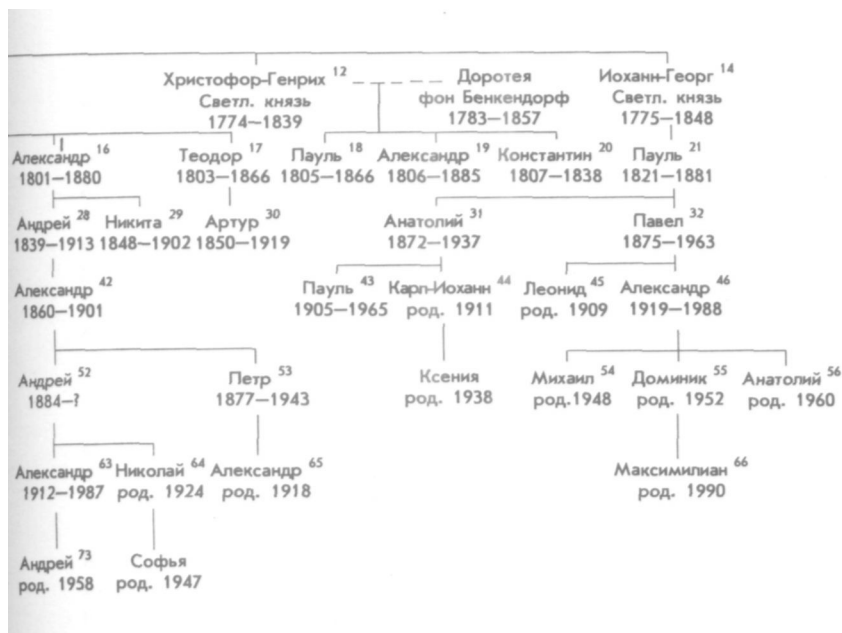 Христофор-Генрих 12 Доротея Иоханн-Георг 14
Светл. князь фон Бенкендорф Светл. князь
1774—1839 1783—1857 1775—1848
Александр 16 Теодор 17 Пауль 18 Александр 19 Константин 20 Пауль 21
1801—1880 1803—1866 1805—1866 1806—1885 1807—1838 1821—1881
Андрей 28 Никита 29 Артур 30 Анатолий 31 Павел 32
1839—1913 1848—1902 1850—1919 1872—1937 1875—1963
Александр 42 Пауль 43 Карл-Иоханн 44 Леонид 45 Александр 46
1860—1901 1905—1965 род. 1911 род. 1909 1919—1988
Андрей 52 Петр 53 Ксения Михаил 54 Доминик 55 Анатолий 56
1884—? 1877—1943 род. 1938 род.1948 род. 1952 род. 1960
Александр 63 Николай 64 Александр 65 Максимилиан 66
1912—1987 род. 1924 род. 1918 род. 1990
Андрей 73 Софья
род. 1958 род. 1947